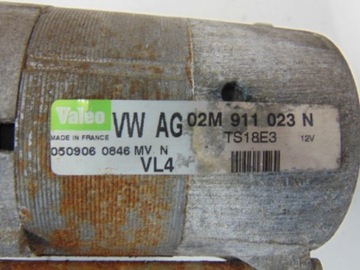 Valeo VW AG 02M 911 023 N
MADE IN FRANCE TS18E3 12V
050906 0846 MV N
VL4